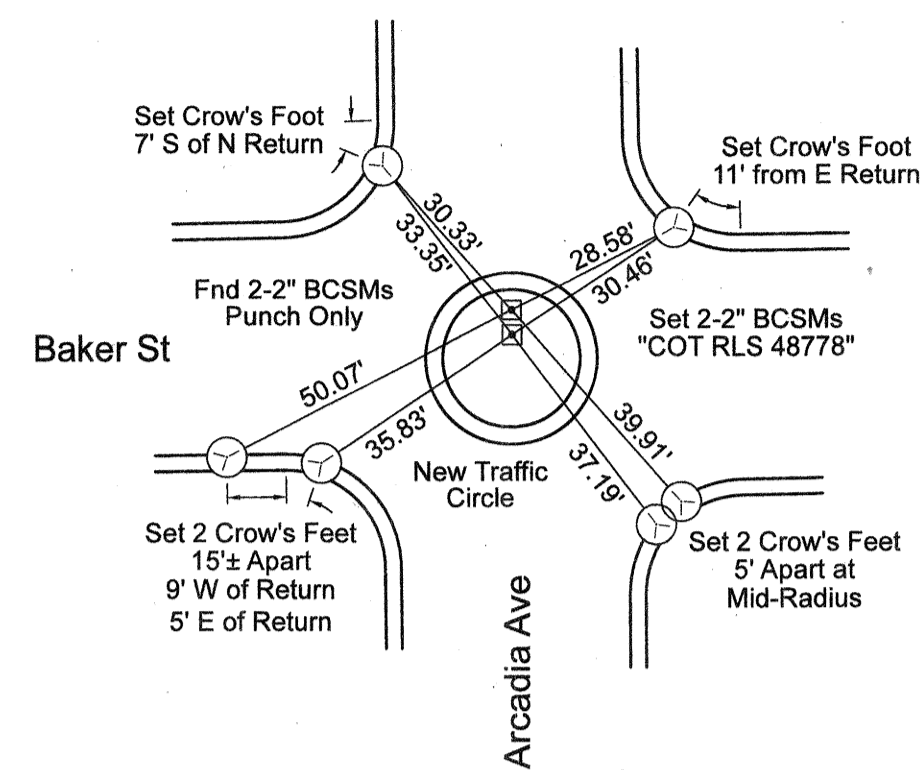 Set Crow's Foot
7' S of N Return
Set Crow's Foot
11' from E Return
30.33'
33.35'
28.58'
30.46'
Fnd 2-2" BCSMs
Punch Only
Set 2-2" BCSMs
"COT RLS 48778"
Baker St
50.07'
35.83'
39.91'
37.19'
New Traffic
Circle
Set 2 Crow's Feet
15'± Apart
9' W of Return
5' E of Return
Set 2 Crow's Feet
5' Apart at
Mid-Radius
Arcadia Ave